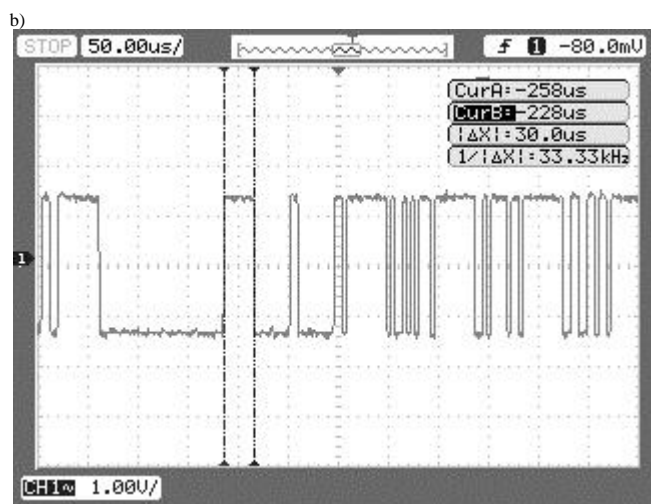 b)
STOP 50.00us/ ƒ 1 -80.0mV
T
CurA:-258us
CurB:-228us
|ΔX|:30.0us
1/|ΔX|:33.33kHz
1
CH1~ 1.00V/